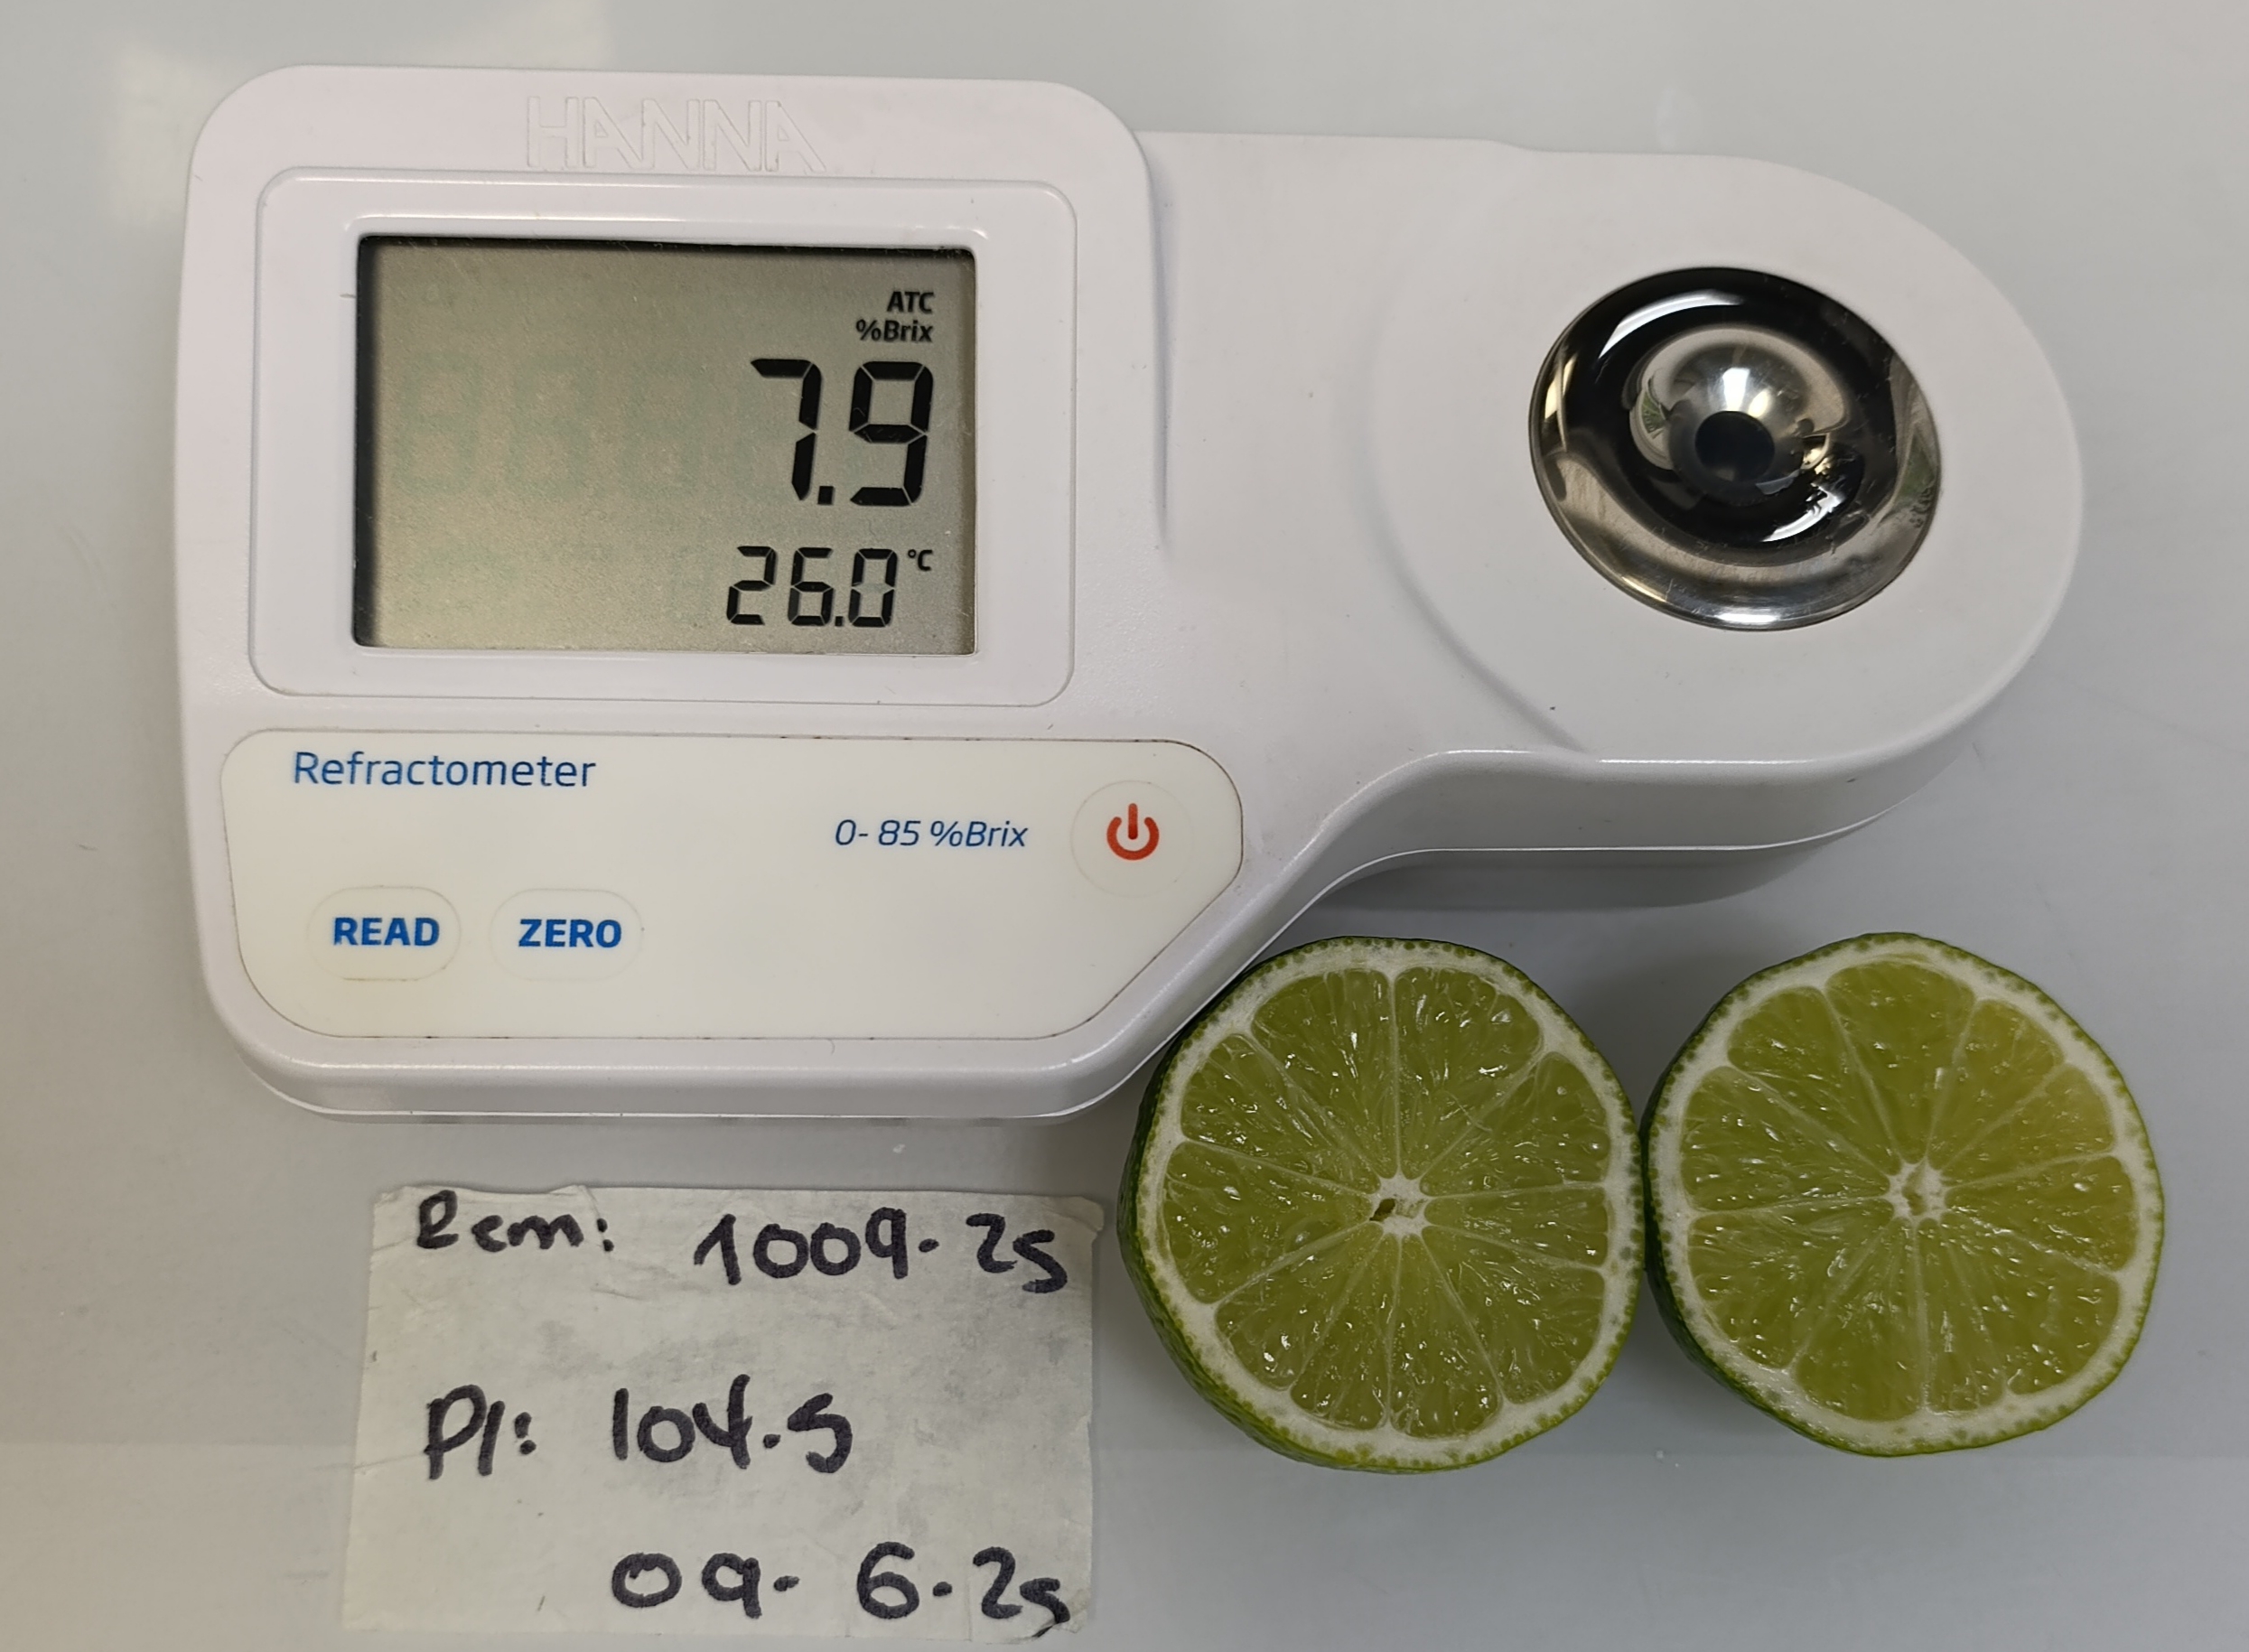 HANNA
ATC
%Brix
7.9
26.0 °C
Refractometer
0-85 %Brix
READ ZERO
Rem: 1009-25
Pl: 104.5
09-6-25